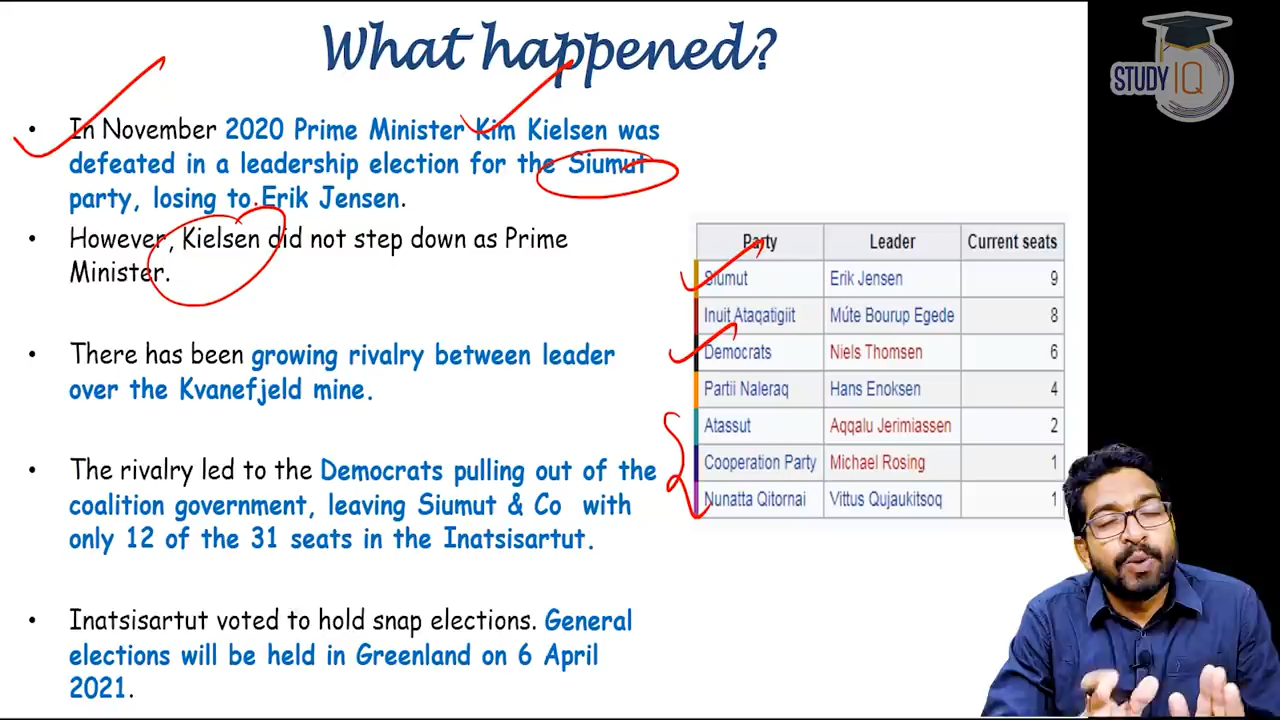 What happened?
STUDY IQ
• In November 2020 Prime Minister Kim Kielsen was
defeated in a leadership election for the Siumut
party, losing to Erik Jensen.
• However, Kielsen did not step down as Prime
Minister.
• There has been growing rivalry between leader
over the Kvanefjeld mine.
• The rivalry led to the Democrats pulling out of the
coalition government, leaving Siumut & Co with
only 12 of the 31 seats in the Inatsisartut.
• Inatsisartut voted to hold snap elections. General
elections will be held in Greenland on 6 April
2021.
Party Leader Current seats
Siumut Erik Jensen 9
Inuit Ataqatigiit Múte Bourup Egede 8
Democrats Niels Thomsen 6
Partii Naleraq Hans Enoksen 4
Atassut Aqqalu Jerimiassen 2
Cooperation Party Michael Rosing 1
Nunatta Qitornai Vittus Qujaukitsoq 1